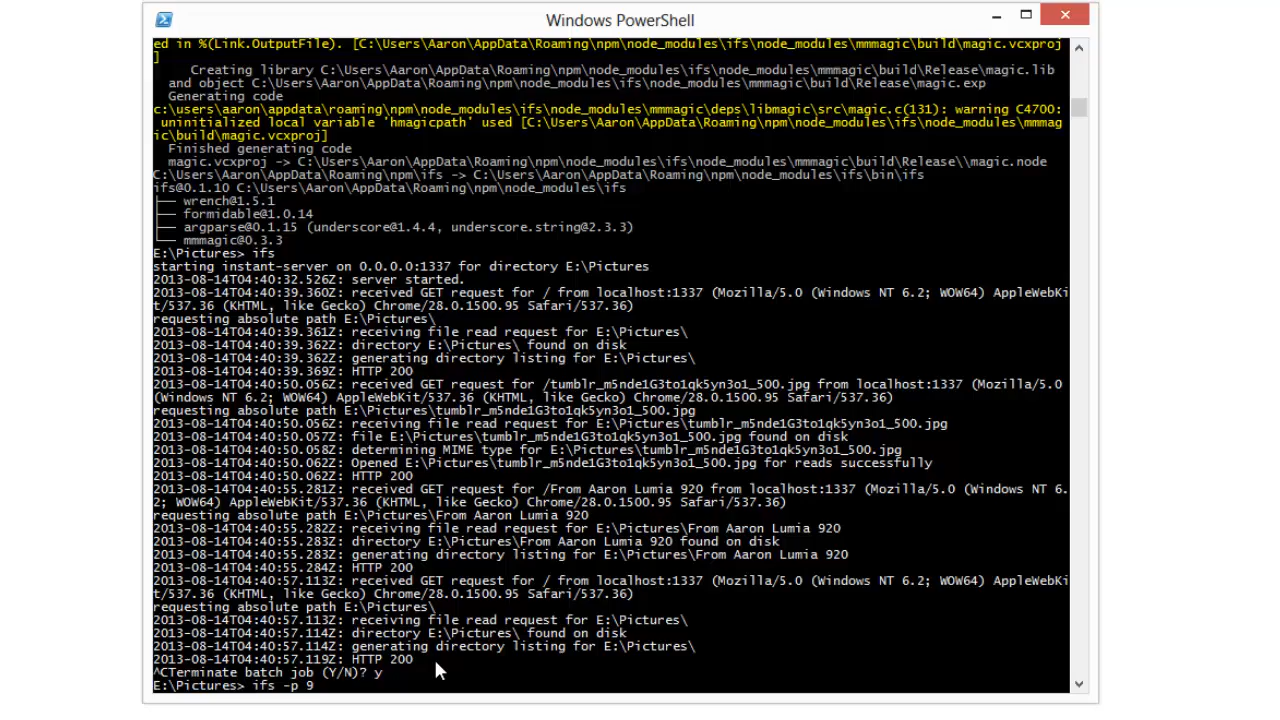 Windows PowerShell
ed in %(Link.OutputFile). [C:\Users\Aaron\AppData\Roaming\npm\node_modules\ifs\node_modules\mmmagic\build\magic.vcxproj
]
Creating library C:\Users\Aaron\AppData\Roaming\npm\node_modules\ifs\node_modules\mmmagic\build\Release\magic.lib
and object C:\Users\Aaron\AppData\Roaming\npm\node_modules\ifs\node_modules\mmmagic\build\Release\magic.exp
Generating code
c:\users\aaron\appdata\roaming\npm\node_modules\ifs\node_modules\mmmagic\deps\libmagic\src\magic.c(131): warning C4700:
uninitialized local variable 'hmagicpath' used [C:\Users\Aaron\AppData\Roaming\npm\node_modules\ifs\node_modules\mmmag
ic\build\magic.vcxproj]
Finished generating code
magic.vcxproj -> C:\Users\Aaron\AppData\Roaming\npm\node_modules\ifs\node_modules\mmmagic\build\Release\\magic.node
C:\Users\Aaron\AppData\Roaming\npm\ifs -> C:\Users\Aaron\AppData\Roaming\npm\node_modules\ifs\bin\ifs
ifs@0.1.10 C:\Users\Aaron\AppData\Roaming\npm\node_modules\ifs
├── wrench@1.5.1
├── formidable@1.0.14
├── argparse@0.1.15 (underscore@1.4.4, underscore.string@2.3.3)
└── mmmagic@0.3.3
E:\Pictures> ifs
starting instant-server on 0.0.0.0:1337 for directory E:\Pictures
2013-08-14T04:40:32.526Z: server started.
2013-08-14T04:40:39.360Z: received GET request for / from localhost:1337 (Mozilla/5.0 (Windows NT 6.2; WOW64) AppleWebKi
t/537.36 (KHTML, like Gecko) Chrome/28.0.1500.95 Safari/537.36)
requesting absolute path E:\Pictures\
2013-08-14T04:40:39.361Z: receiving file read request for E:\Pictures\
2013-08-14T04:40:39.362Z: directory E:\Pictures\ found on disk
2013-08-14T04:40:39.362Z: generating directory listing for E:\Pictures\
2013-08-14T04:40:39.369Z: HTTP 200
2013-08-14T04:40:50.056Z: received GET request for /tumblr_m5nde1G3to1qk5yn3o1_500.jpg from localhost:1337 (Mozilla/5.0
(Windows NT 6.2; WOW64) AppleWebKit/537.36 (KHTML, like Gecko) Chrome/28.0.1500.95 Safari/537.36)
requesting absolute path E:\Pictures\tumblr_m5nde1G3to1qk5yn3o1_500.jpg
2013-08-14T04:40:50.056Z: receiving file read request for E:\Pictures\tumblr_m5nde1G3to1qk5yn3o1_500.jpg
2013-08-14T04:40:50.057Z: file E:\Pictures\tumblr_m5nde1G3to1qk5yn3o1_500.jpg found on disk
2013-08-14T04:40:50.058Z: determining MIME type for E:\Pictures\tumblr_m5nde1G3to1qk5yn3o1_500.jpg
2013-08-14T04:40:50.062Z: Opened E:\Pictures\tumblr_m5nde1G3to1qk5yn3o1_500.jpg for reads successfully
2013-08-14T04:40:50.062Z: HTTP 200
2013-08-14T04:40:55.281Z: received GET request for /From Aaron Lumia 920 from localhost:1337 (Mozilla/5.0 (Windows NT 6.
2; WOW64) AppleWebKit/537.36 (KHTML, like Gecko) Chrome/28.0.1500.95 Safari/537.36)
requesting absolute path E:\Pictures\From Aaron Lumia 920
2013-08-14T04:40:55.282Z: receiving file read request for E:\Pictures\From Aaron Lumia 920
2013-08-14T04:40:55.283Z: directory E:\Pictures\From Aaron Lumia 920 found on disk
2013-08-14T04:40:55.283Z: generating directory listing for E:\Pictures\From Aaron Lumia 920
2013-08-14T04:40:55.284Z: HTTP 200
2013-08-14T04:40:57.113Z: received GET request for / from localhost:1337 (Mozilla/5.0 (Windows NT 6.2; WOW64) AppleWebKi
t/537.36 (KHTML, like Gecko) Chrome/28.0.1500.95 Safari/537.36)
requesting absolute path E:\Pictures\
2013-08-14T04:40:57.113Z: receiving file read request for E:\Pictures\
2013-08-14T04:40:57.114Z: directory E:\Pictures\ found on disk
2013-08-14T04:40:57.114Z: generating directory listing for E:\Pictures\
2013-08-14T04:40:57.119Z: HTTP 200
^CTerminate batch job (Y/N)? y
E:\Pictures> ifs -p 9